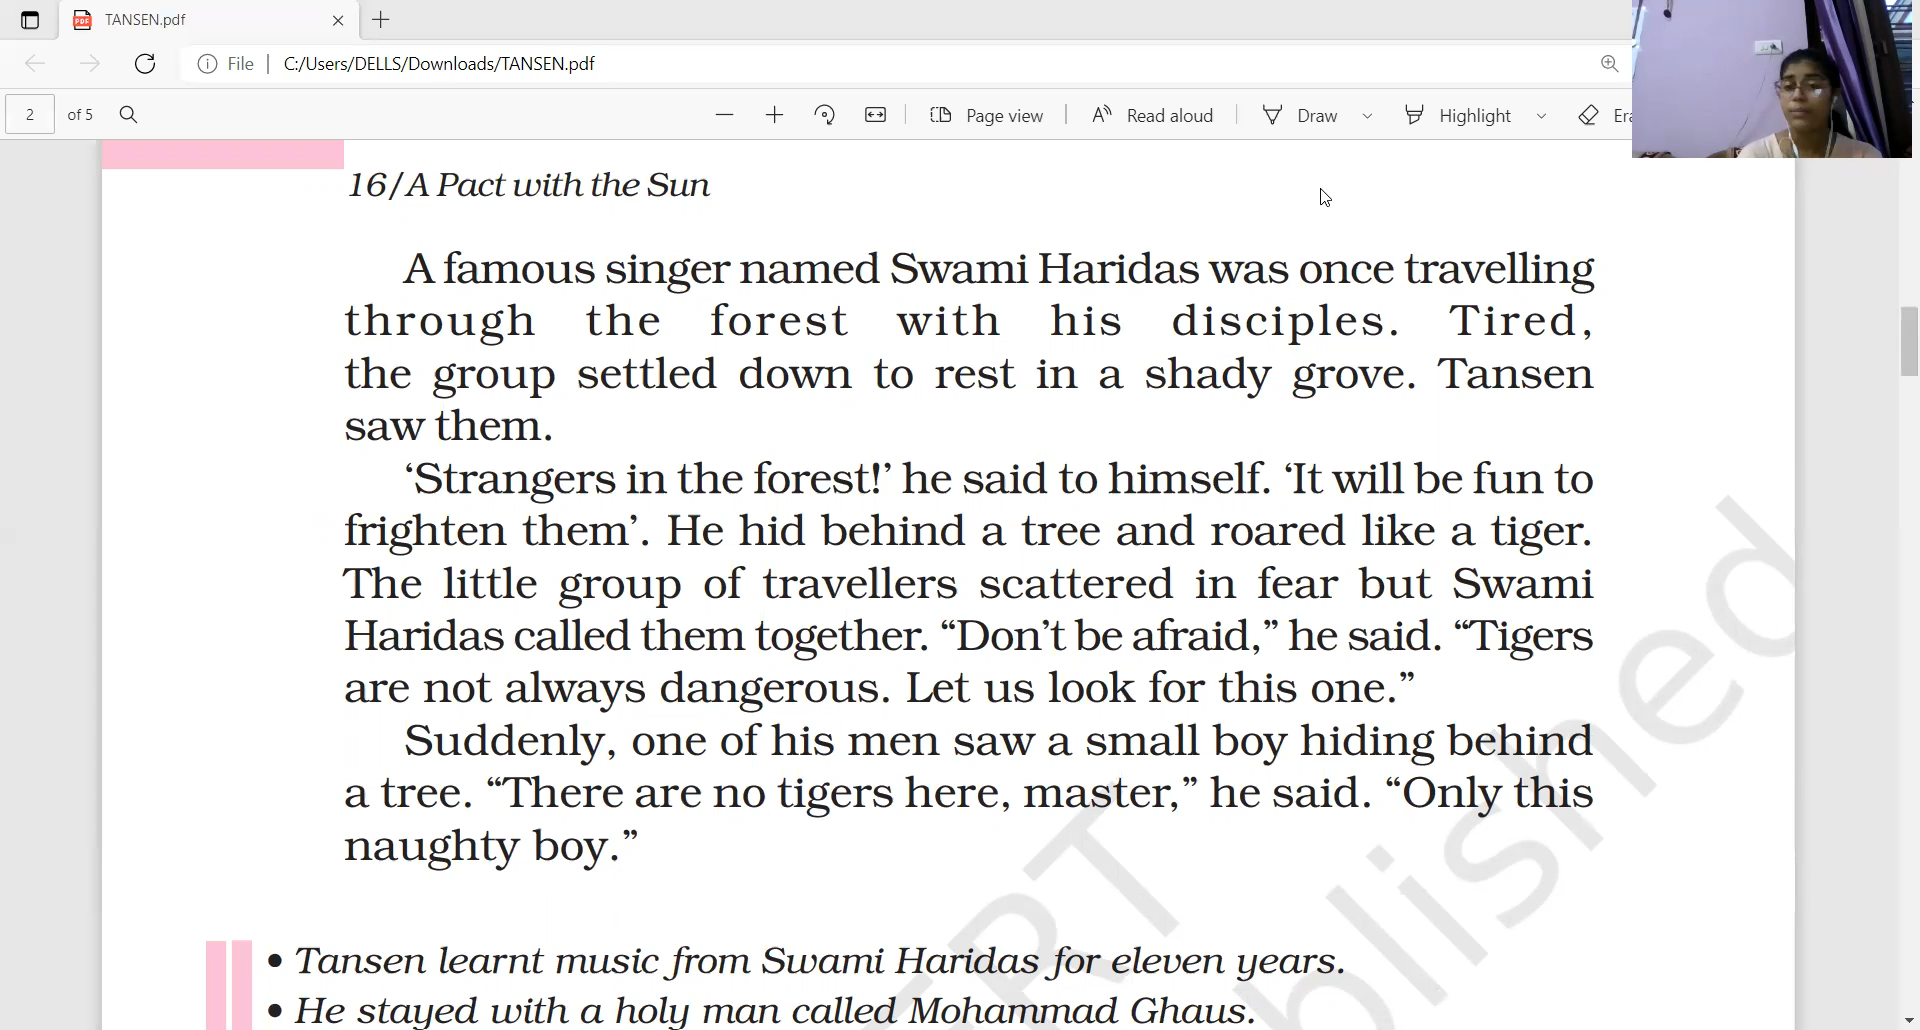 TANSEN.pdf
File
C:/Users/DELLS/Downloads/TANSEN.pdf
2 of 5
Page view
Read aloud
Draw
Highlight
Era
16/A Pact with the Sun
A famous singer named Swami Haridas was once travelling
through the forest with his disciples. Tired,
the group settled down to rest in a shady grove. Tansen
saw them.
‘Strangers in the forest!’ he said to himself. ‘It will be fun to
frighten them’. He hid behind a tree and roared like a tiger.
The little group of travellers scattered in fear but Swami
Haridas called them together. “Don’t be afraid,” he said. “Tigers
are not always dangerous. Let us look for this one.”
Suddenly, one of his men saw a small boy hiding behind
a tree. “There are no tigers here, master,” he said. “Only this
naughty boy.”
• Tansen learnt music from Swami Haridas for eleven years.
• He stayed with a holy man called Mohammad Ghaus.
ERT
blished